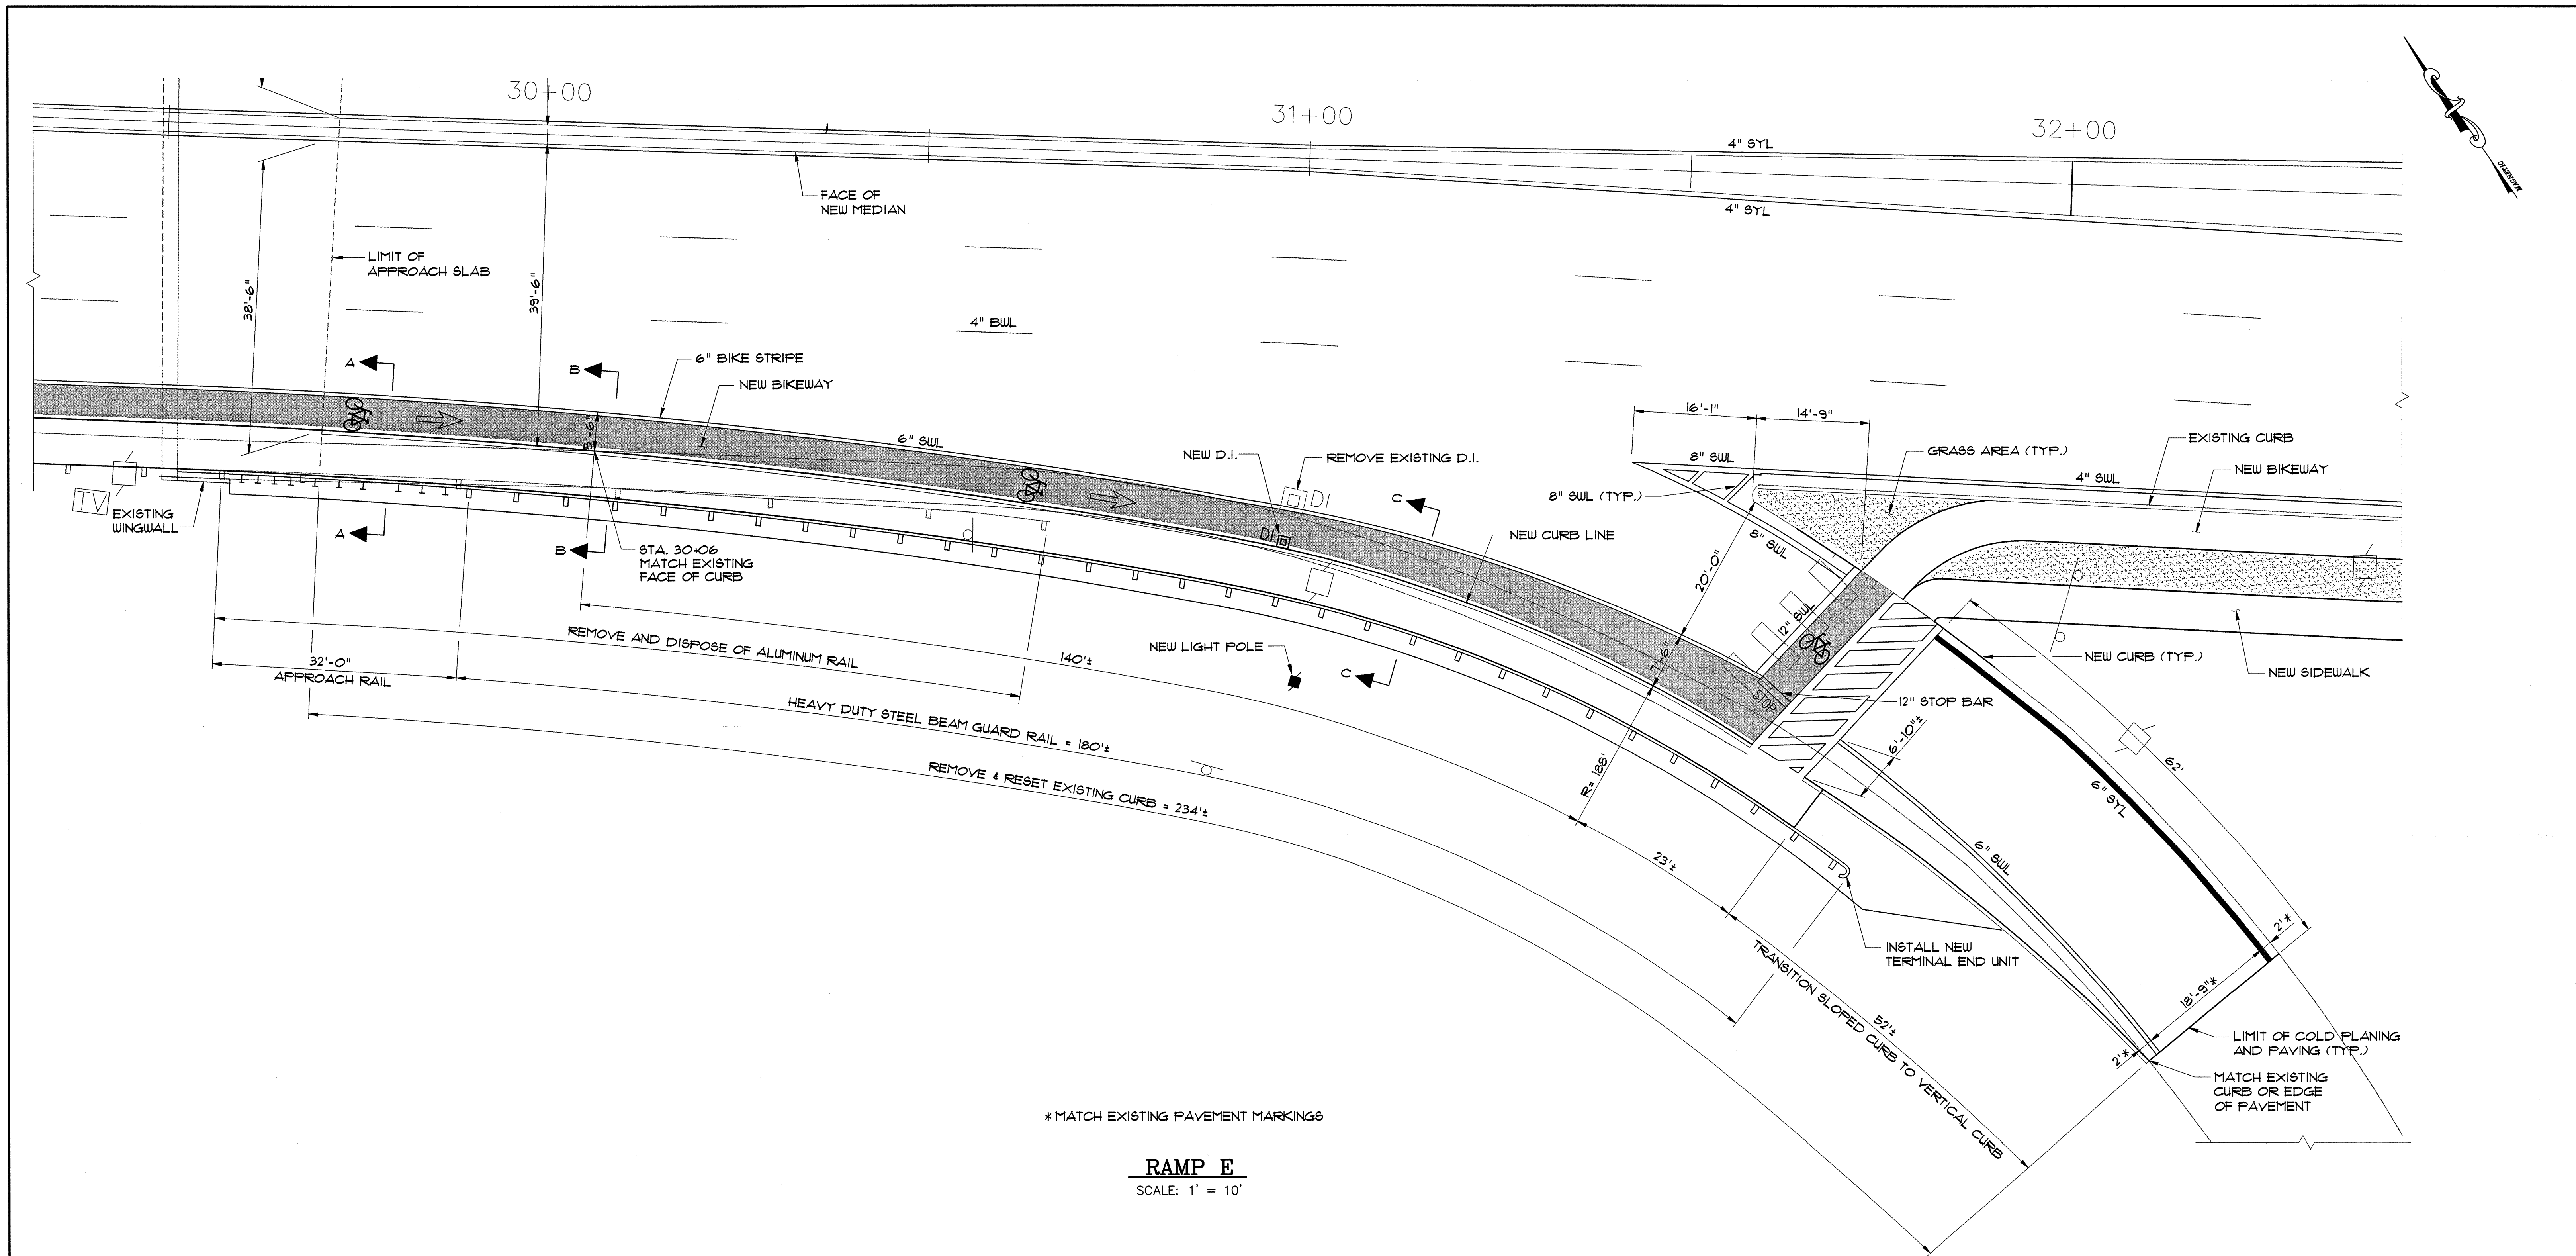 30+00
31+00
32+00
MAGNETIC
4" SYL
4" SYL
FACE OF
NEW MEDIAN
LIMIT OF
APPROACH SLAB
38'-6"
39'-6"
4" BWL
A
B
6" BIKE STRIPE
NEW BIKEWAY
5'-6"
6" SWL
NEW D.I.
REMOVE EXISTING D.I.
DI
DI
C
16'-1"
14'-9"
8" SWL
8" SWL (TYP.)
8" SWL
GRASS AREA (TYP.)
EXISTING CURB
NEW BIKEWAY
4" SWL
TV
EXISTING
WINGWALL
A
B
STA. 30+06
MATCH EXISTING
FACE OF CURB
NEW CURB LINE
20'-0"
12" SWL
7'-6"
STOP
R= 188'
REMOVE AND DISPOSE OF ALUMINUM RAIL
32'-0"
APPROACH RAIL
140'±
NEW LIGHT POLE
C
NEW CURB (TYP.)
NEW SIDEWALK
12" STOP BAR
6'-10"±
62'
6" SYL
6" SWL
HEAVY DUTY STEEL BEAM GUARD RAIL = 180'±
REMOVE & RESET EXISTING CURB = 234'±
23'±
INSTALL NEW
TERMINAL END UNIT
2'*
18'-9"*
2'*
52'±
TRANSITION SLOPED CURB TO VERTICAL CURB
LIMIT OF COLD PLANING
AND PAVING (TYP.)
MATCH EXISTING
CURB OR EDGE
OF PAVEMENT
* MATCH EXISTING PAVEMENT MARKINGS
RAMP E
SCALE: 1' = 10'